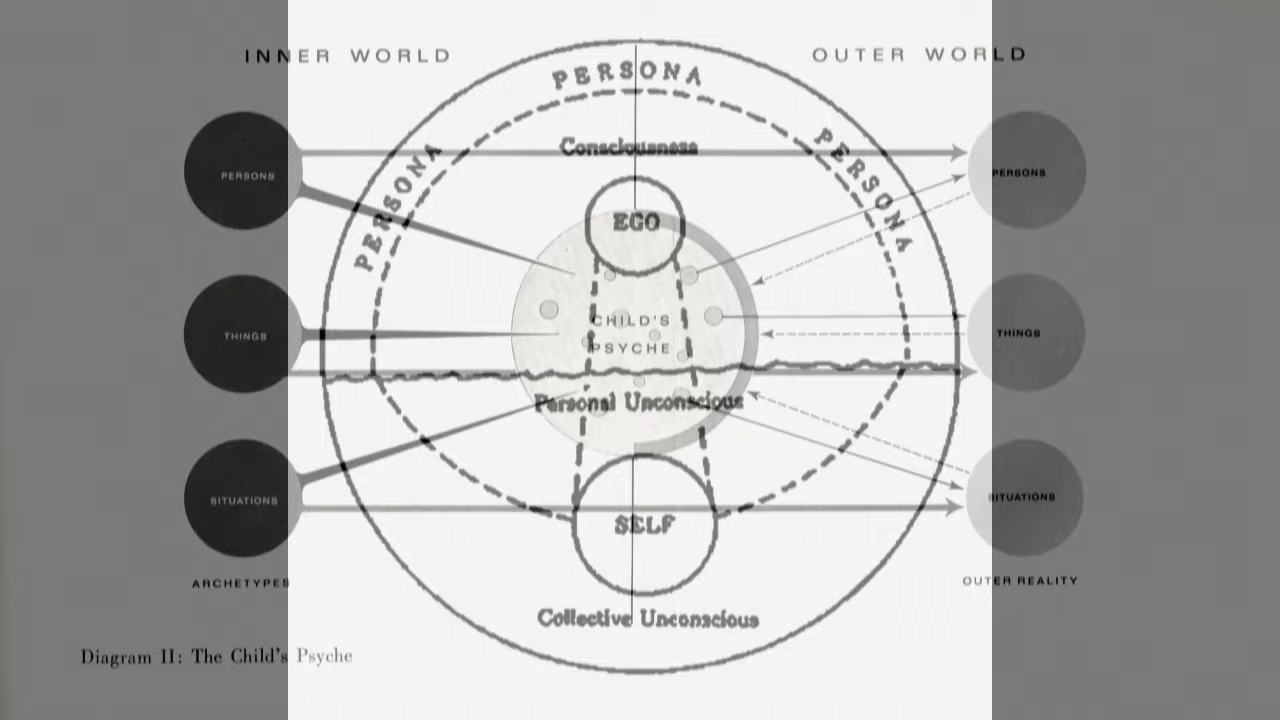 INNER WORLD
OUTER WORLD
PERSONA
PERSONA
PERSONA
Consciousness
PERSONS
PERSONS
EGO
THINGS
CHILD'S
PSYCHE
THINGS
Personal Unconscious
SITUATIONS
SITUATIONS
SELF
ARCHETYPES
OUTER REALITY
Collective Unconscious
Diagram II: The Child's Psyche